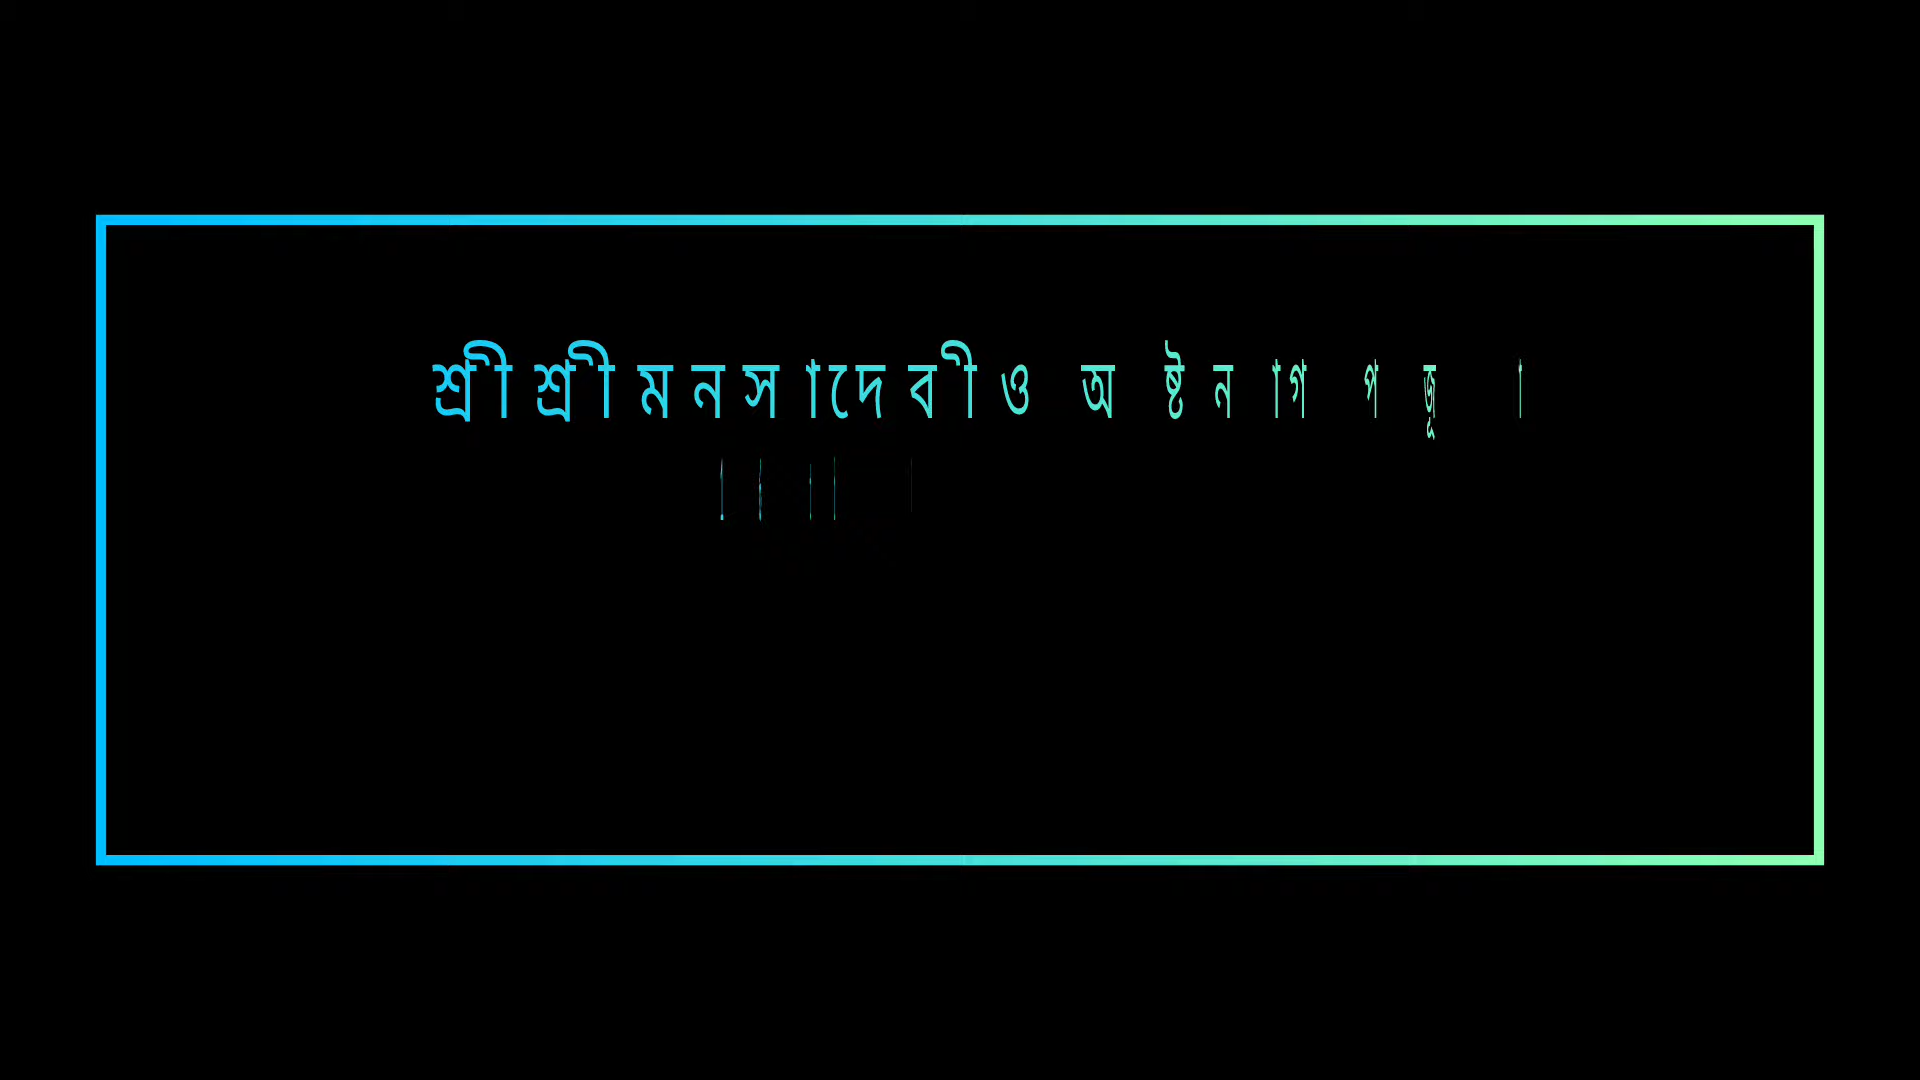 শ্রীশ্রীমনসাদেবী ও অষ্টনাগ পূজা